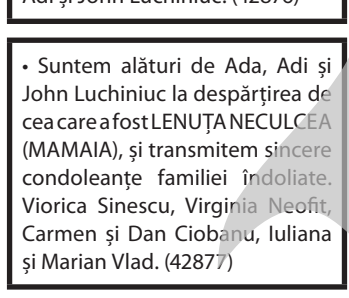 Adi și John Luchiniuc. (42876)
• Suntem alături de Ada, Adi și
John Luchiniuc la despărțirea de
cea care a fost LENUȚA NECULCEA
(MAMAIA), și transmitem sincere
condoleanțe familiei îndoliate.
Viorica Sinescu, Virginia Neofit,
Carmen și Dan Ciobanu, Iuliana
și Marian Vlad. (42877)